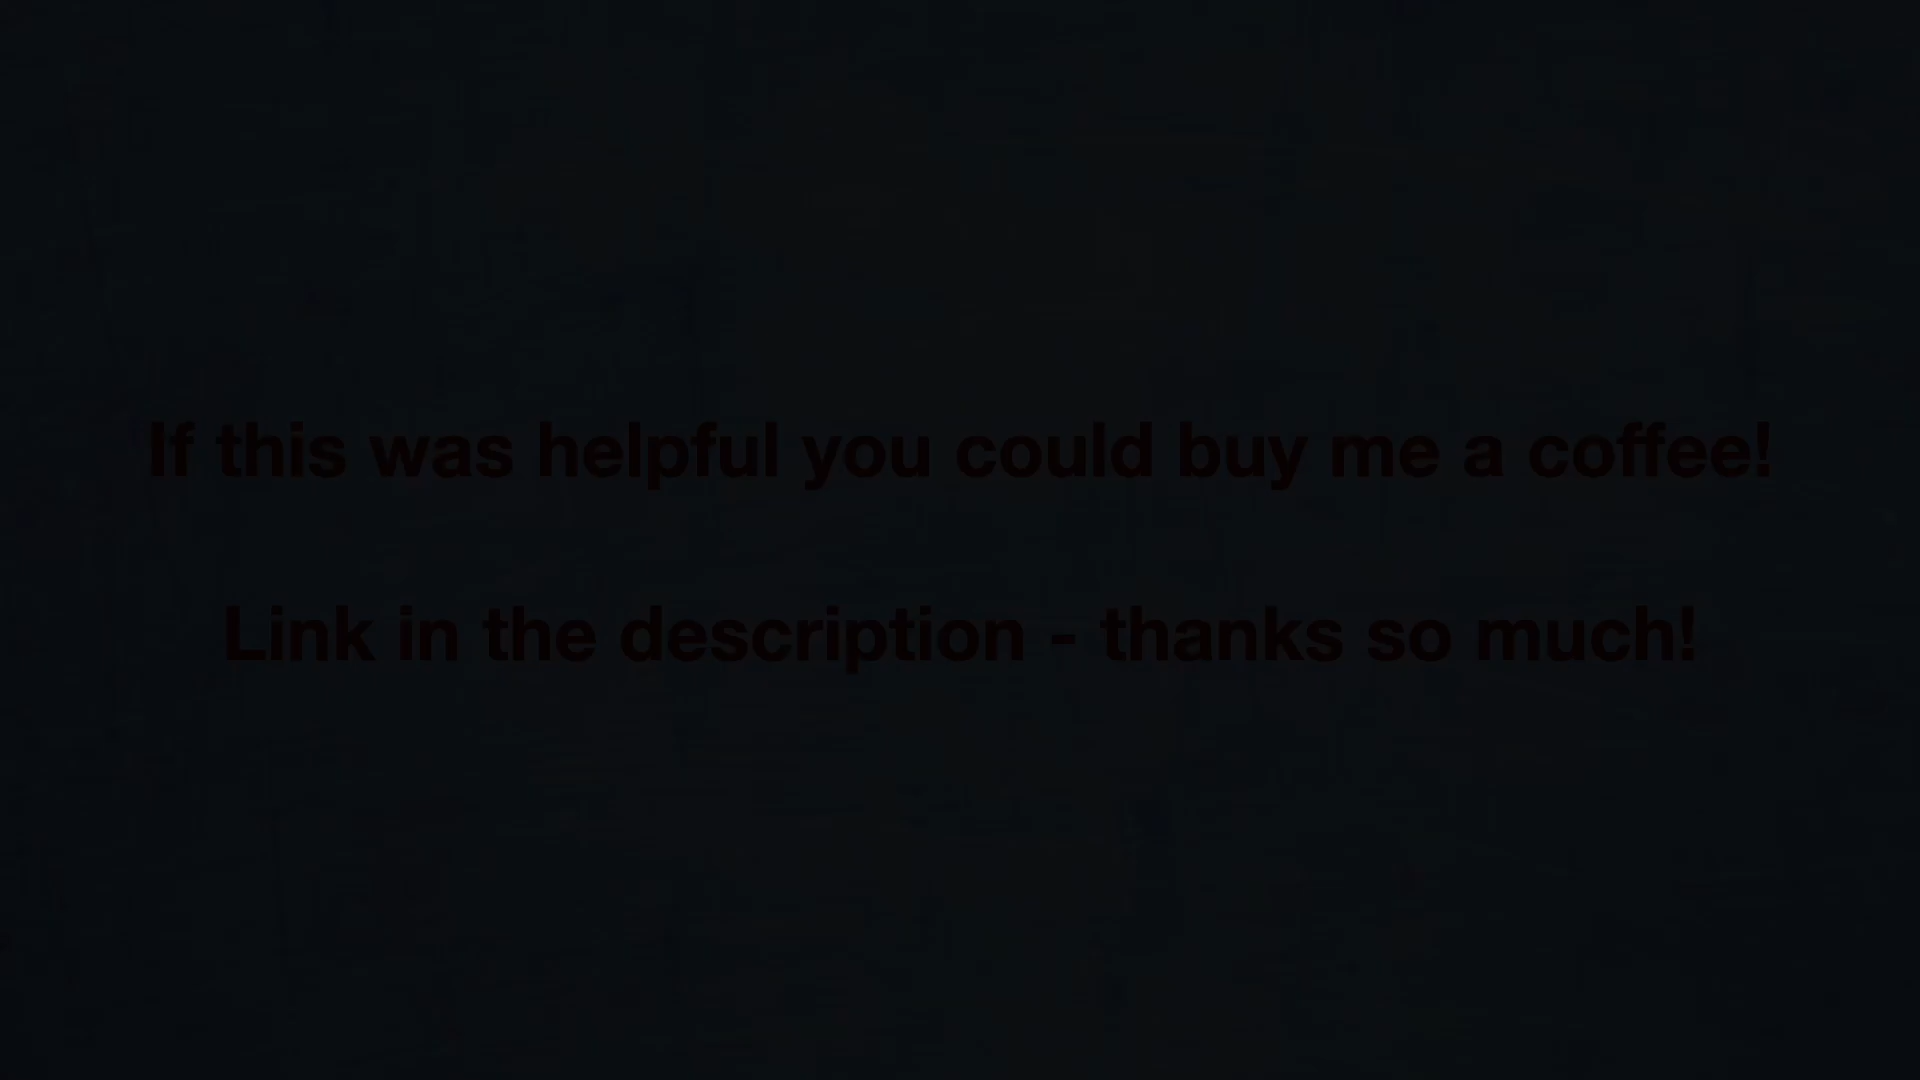 If this was helpful you could buy me a coffee!
Link in the description - thanks so much!